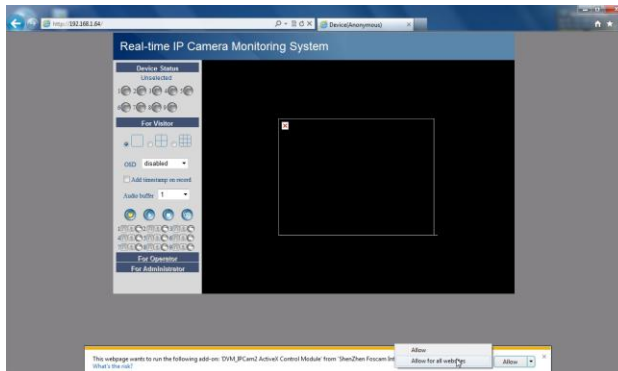 http://192.168.1.64/
Device(Anonymous)
Real-time IP Camera Monitoring System
Device Status
Unselected
For Visitor
OSD disabled
Add timestamp on record
Audio buffer 1
For Operator
For Administrator
Allow
Allow for all websites
This webpage wants to run the following add-on: 'DVM_IPCam2 ActiveX Control Module' from 'ShenZhen Foscam Int
Allow
What's the risk?